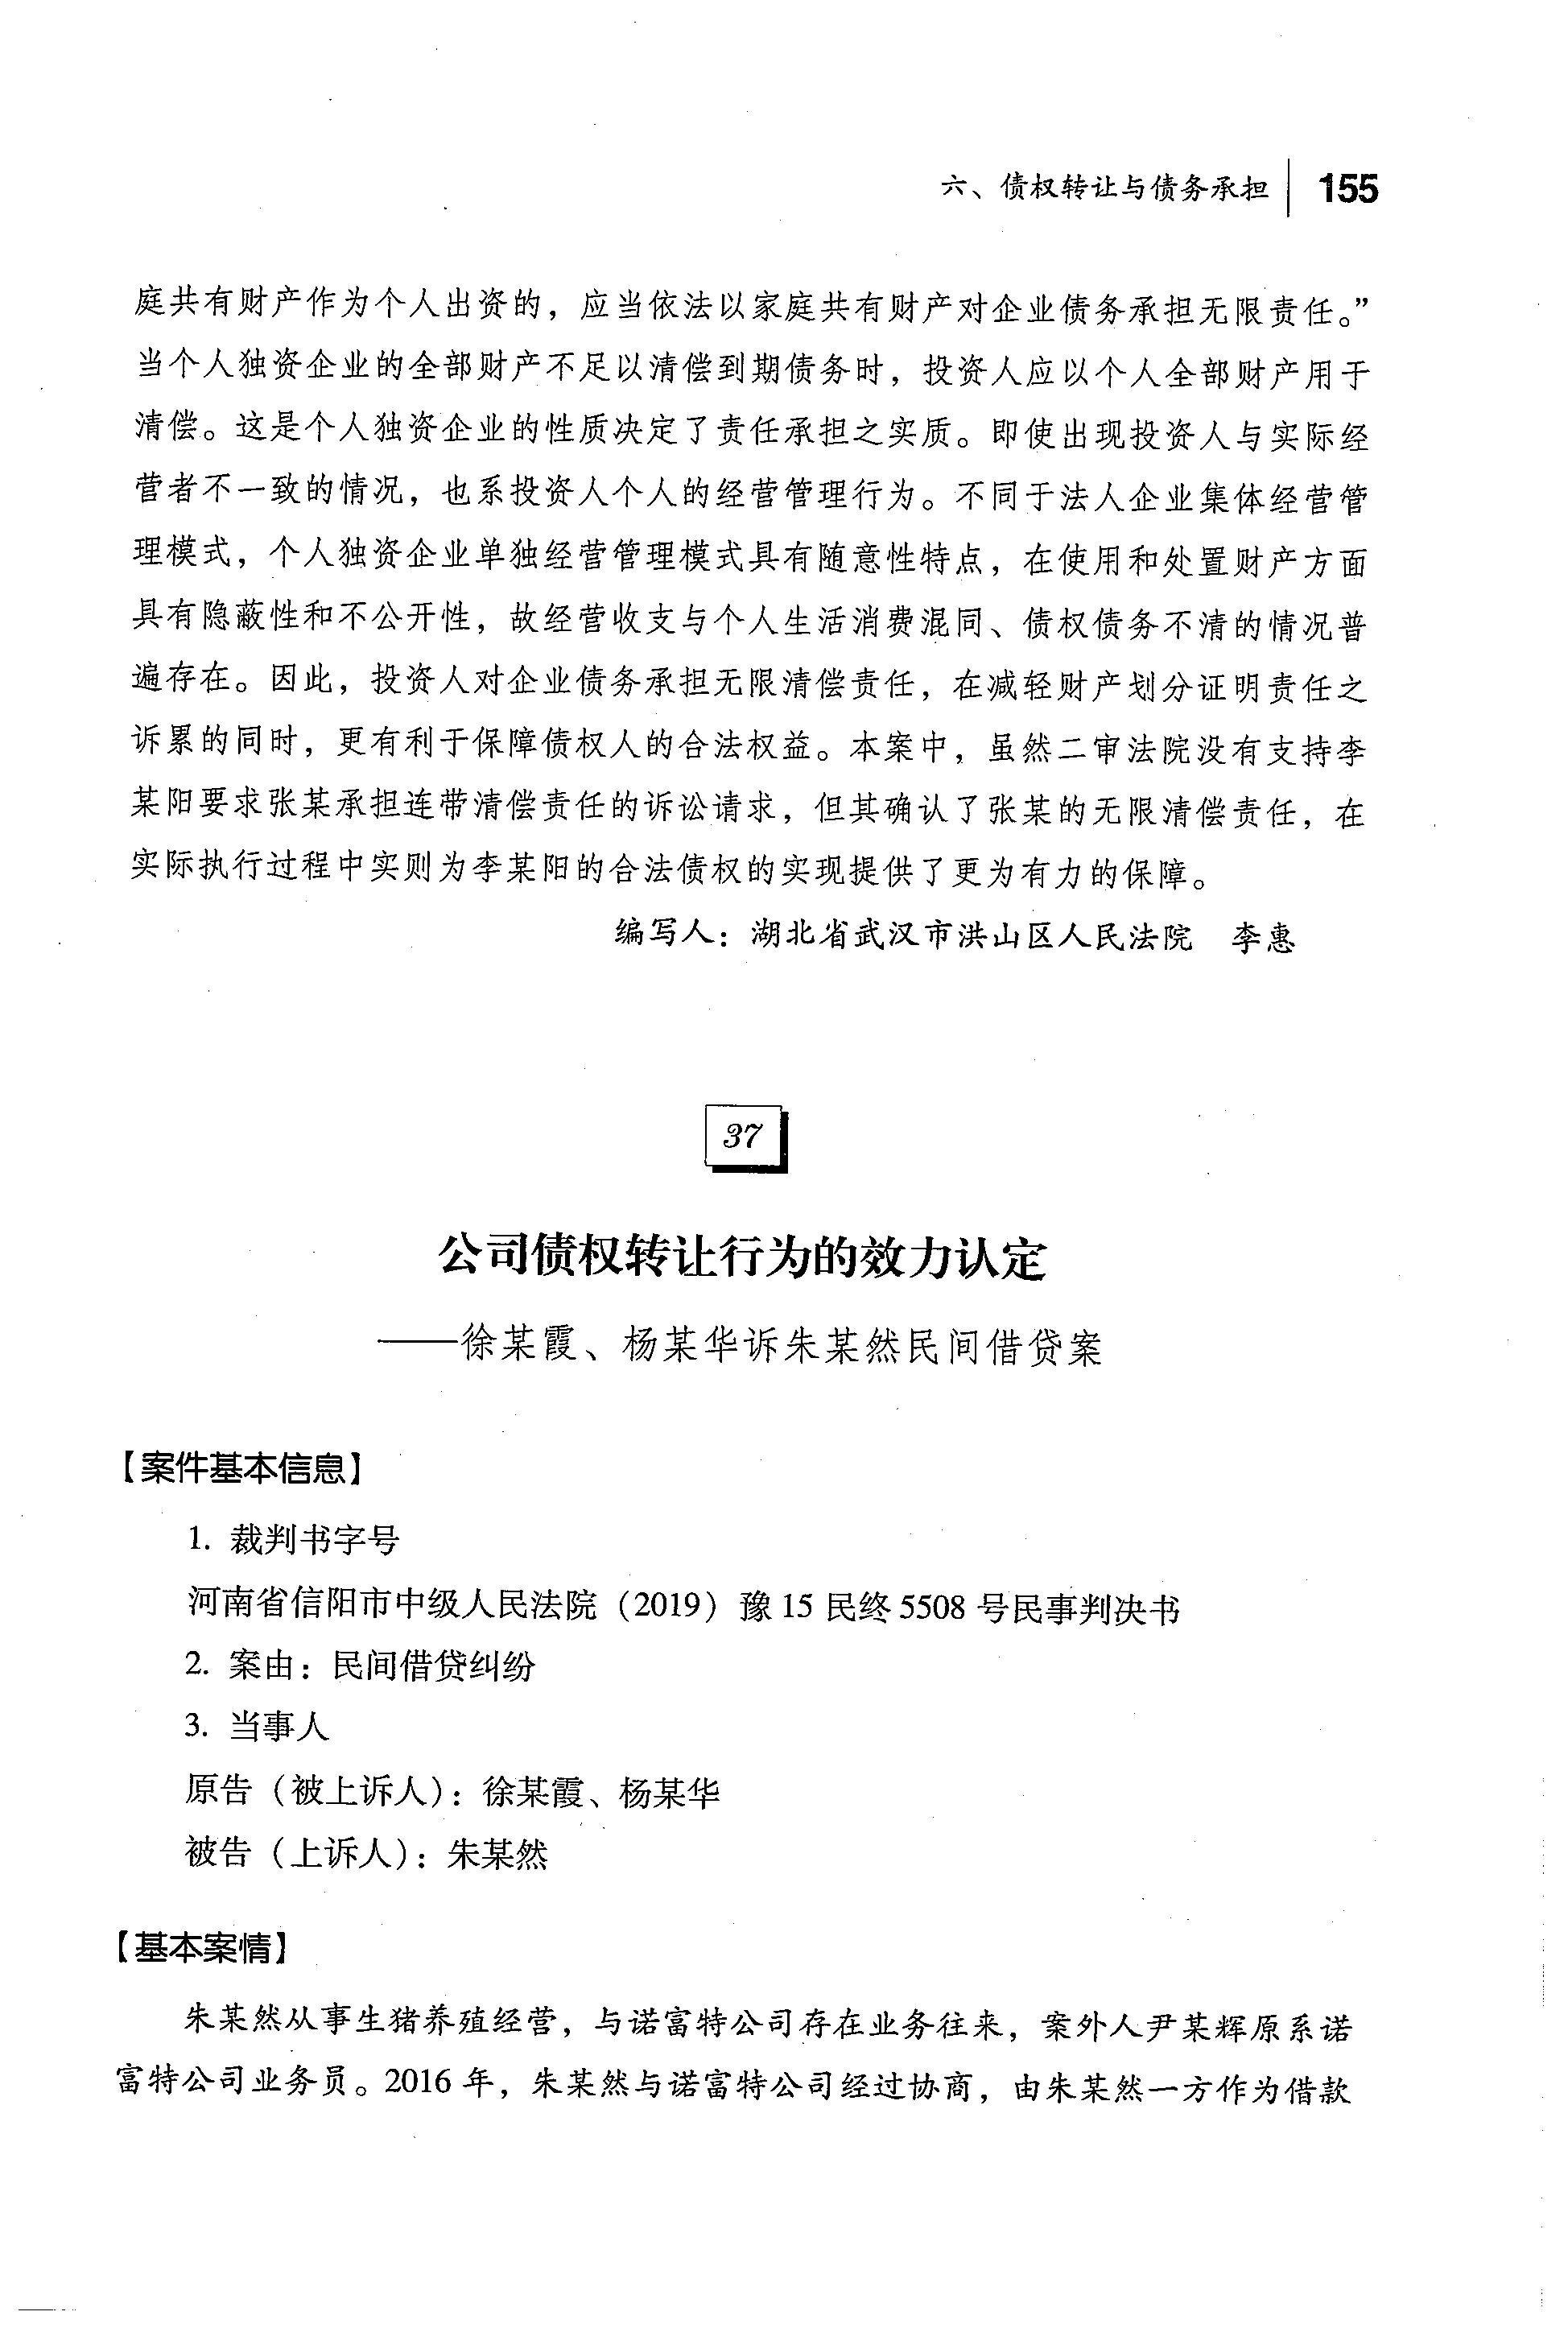 六、债权转让与债务承担 155
庭共有财产作为个人出资的，应当依法以家庭共有财产对企业债务承担无限责任。”
当个人独资企业的全部财产不足以清偿到期债务时，投资人应以个人全部财产用于
清偿。这是个人独资企业的性质决定了责任承担之实质。即使出现投资人与实际经
营者不一致的情况，也系投资人个人的经营管理行为。不同于法人企业集体经营管
理模式，个人独资企业单独经营管理模式具有随意性特点，在使用和处置财产方面
具有隐蔽性和不公开性，故经营收支与个人生活消费混同、债权债务不清的情况普
遍存在。因此，投资人对企业债务承担无限清偿责任，在减轻财产划分证明责任之
诉累的同时，更有利于保障债权人的合法权益。本案中，虽然二审法院没有支持李
某阳要求张某承担连带清偿责任的诉讼请求，但其确认了张某的无限清偿责任，在
实际执行过程中实则为李某阳的合法债权的实现提供了更为有力的保障。
编写人：湖北省武汉市洪山区人民法院 李惠
37
公司债权转让行为的效力认定
——徐某霞、杨某华诉朱某然民间借贷案
【案件基本信息】
1. 裁判书字号
河南省信阳市中级人民法院（2019）豫 15 民终 5508 号民事判决书
2. 案由：民间借贷纠纷
3. 当事人
原告（被上诉人）：徐某霞、杨某华
被告（上诉人）：朱某然
【基本案情】
朱某然从事生猪养殖经营，与诺富特公司存在业务往来，案外人尹某辉原系诺
富特公司业务员。2016 年，朱某然与诺富特公司经过协商，由朱某然一方作为借款